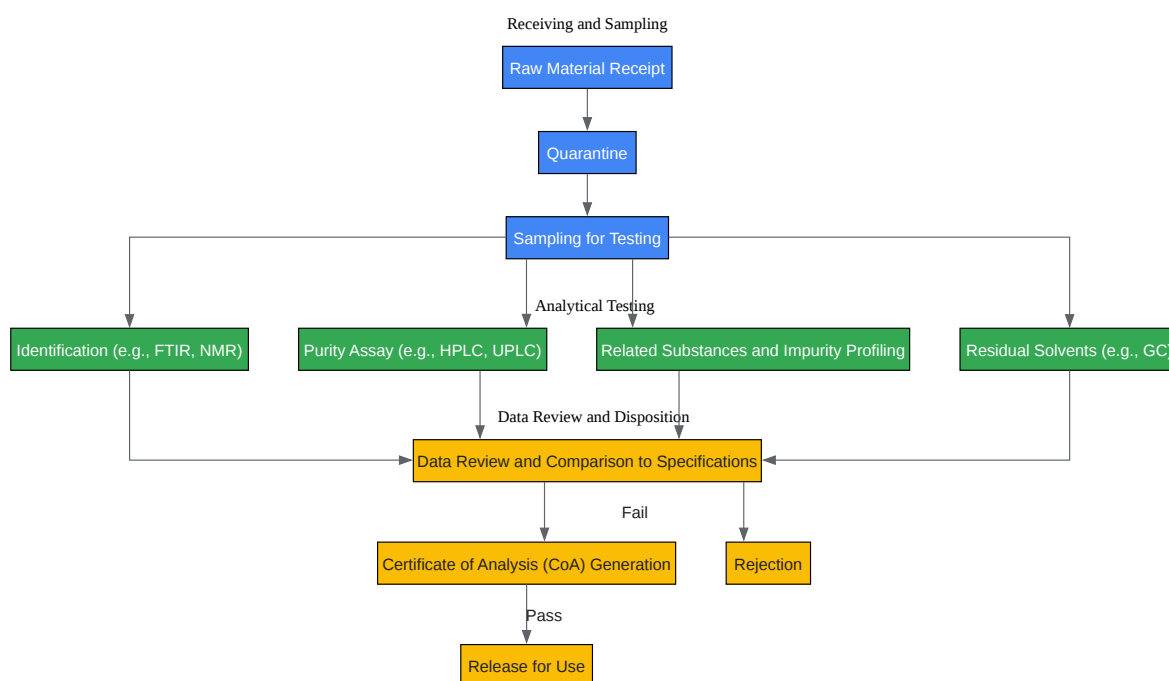 Receiving and Sampling
Raw Material Receipt
Quarantine
Sampling for Testing
Analytical Testing
Identification (e.g., FTIR, NMR)
Purity Assay (e.g., HPLC, UPLC)
Related Substances and Impurity Profiling
Residual Solvents (e.g., GC)
Data Review and Disposition
Data Review and Comparison to Specifications
Fail
Certificate of Analysis (CoA) Generation
Rejection
Pass
Release for Use